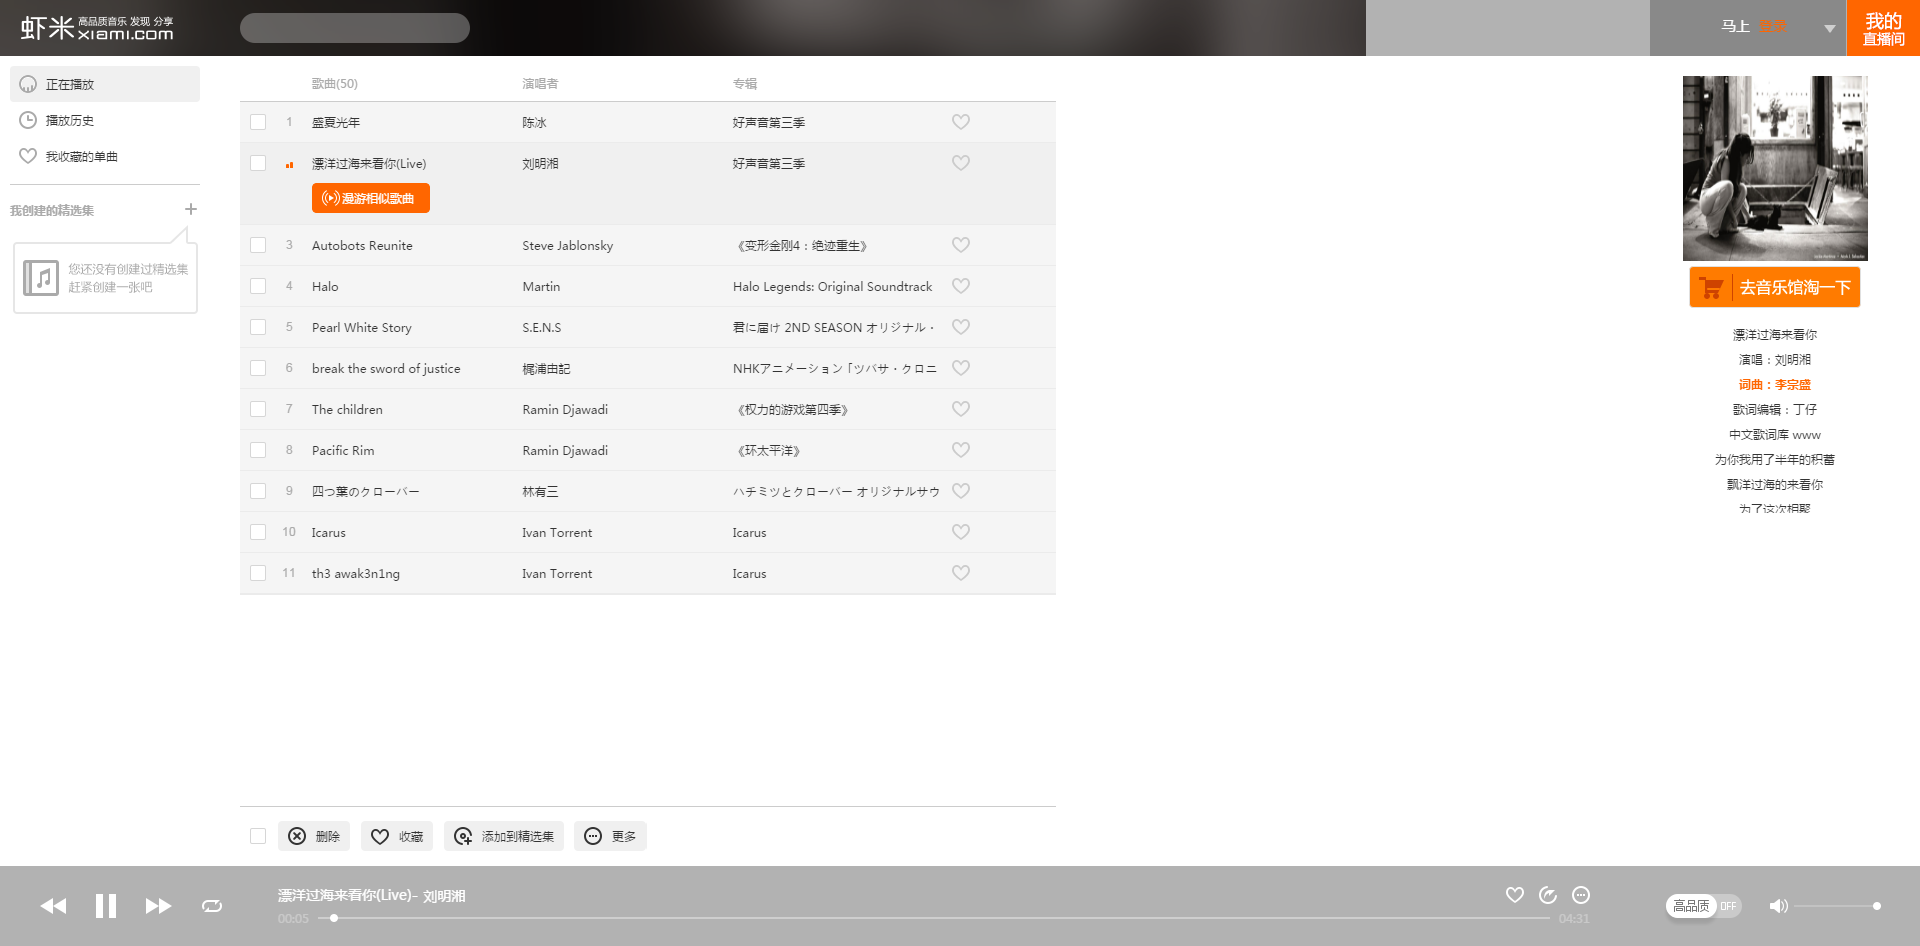 虾米 高品质音乐 发现 分享
xiami.com
马上 登录
我的
直播间
正在播放
播放历史
我收藏的单曲
我创建的精选集
您还没有创建过精选集
赶紧创建一张吧
歌曲(50) 演唱者 专辑
1 盛夏光年 陈冰 好声音第三季
漂洋过海来看你(Live) 刘明湘 好声音第三季
漫游相似歌曲
3 Autobots Reunite Steve Jablonsky 《变形金刚4：绝迹重生》
4 Halo Martin Halo Legends: Original Soundtrack
5 Pearl White Story S.E.N.S 君に届け 2ND SEASON オリジナル・
6 break the sword of justice 梶浦由記 NHKアニメーション「ツバサ・クロニ
7 The children Ramin Djawadi 《权力的游戏第四季》
8 Pacific Rim Ramin Djawadi 《环太平洋》
9 四つ葉のクローバー 林有三 ハチミツとクローバー オリジナルサウ
10 Icarus Ivan Torrent Icarus
11 th3 awak3n1ng Ivan Torrent Icarus
删除 收藏 添加到精选集 更多
去音乐馆淘一下
漂洋过海来看你
演唱：刘明湘
词曲：李宗盛
歌词编辑：丁仔
中文歌词库 www
为你我用了半年的积蓄
飘洋过海的来看你
为了这次相聚
漂洋过海来看你(Live)- 刘明湘
00:05 04:31
高品质 OFF